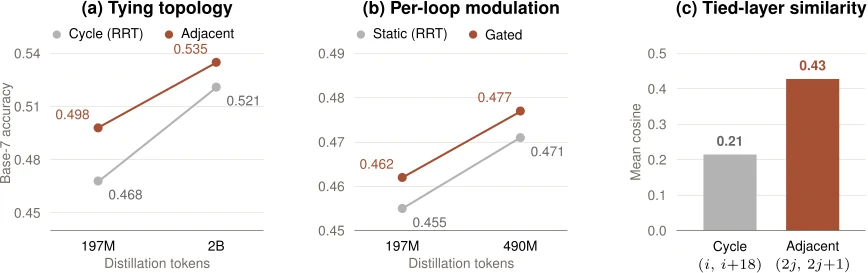 (a) Tying topology
Cycle (RRT)
Adjacent
Base-7 accuracy
0.54
0.51
0.48
0.45
0.498
0.535
0.468
0.521
197M
2B
Distillation tokens
(b) Per-loop modulation
Static (RRT)
Gated
0.49
0.48
0.47
0.46
0.45
0.462
0.477
0.455
0.471
197M
490M
Distillation tokens
(c) Tied-layer similarity
Mean cosine
0.5
0.4
0.3
0.2
0.1
0.0
0.21
0.43
Cycle
(i, i+18)
Adjacent
(2j, 2j+1)